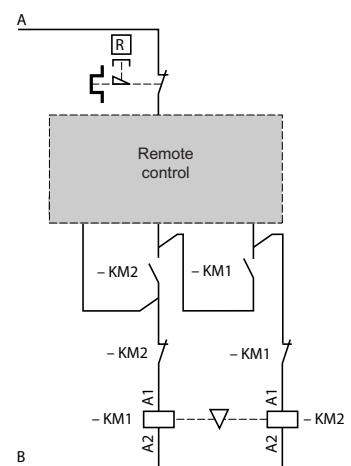 A
R
Remote
control
– KM2
– KM1
– KM2
– KM1
A1
A1
– KM1
– KM2
A2
A2
B